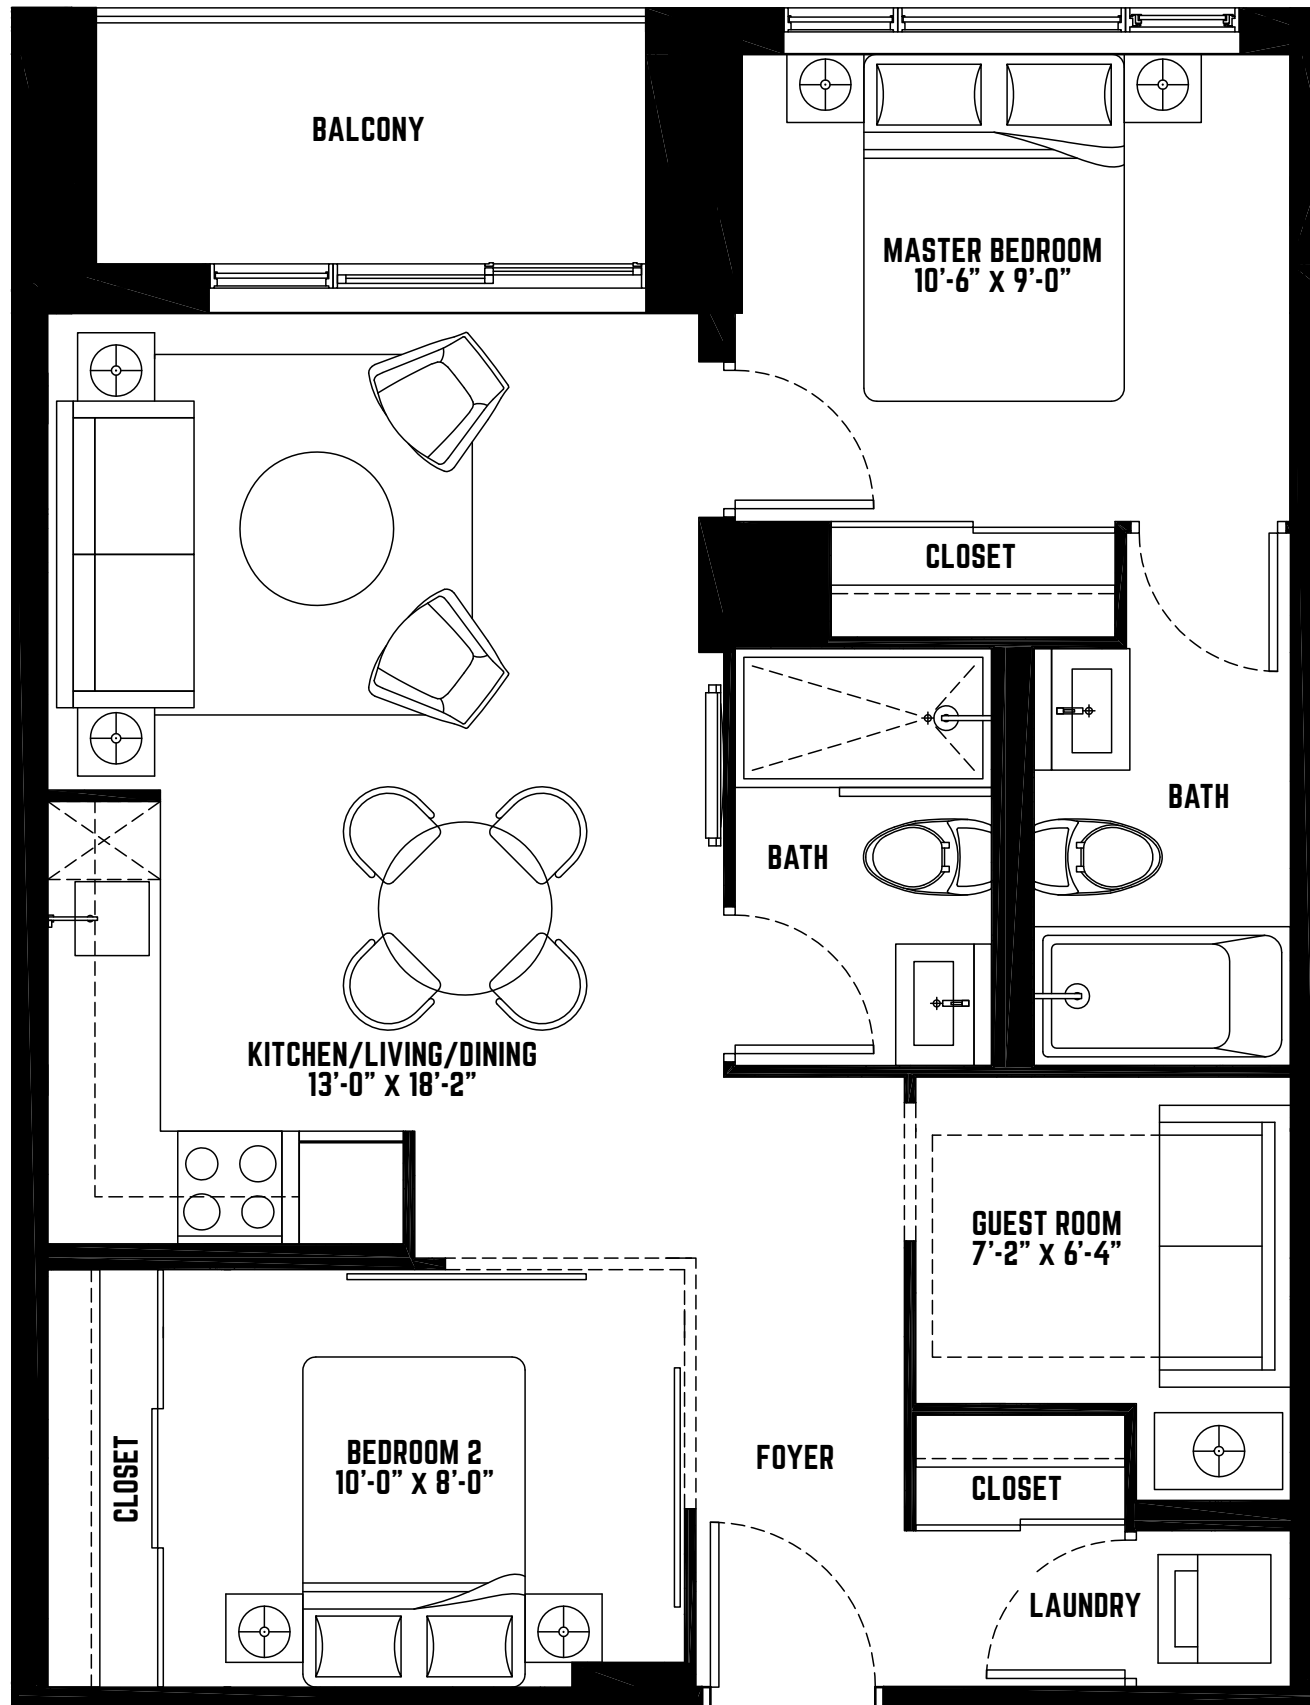 BALCONY
MASTER BEDROOM
10'-6" X 9'-0"
CLOSET
BATH
BATH
KITCHEN/LIVING/DINING
13'-0" X 18'-2"
GUEST ROOM
7'-2" X 6'-4"
CLOSET
BEDROOM 2
10'-0" X 8'-0"
FOYER
CLOSET
LAUNDRY